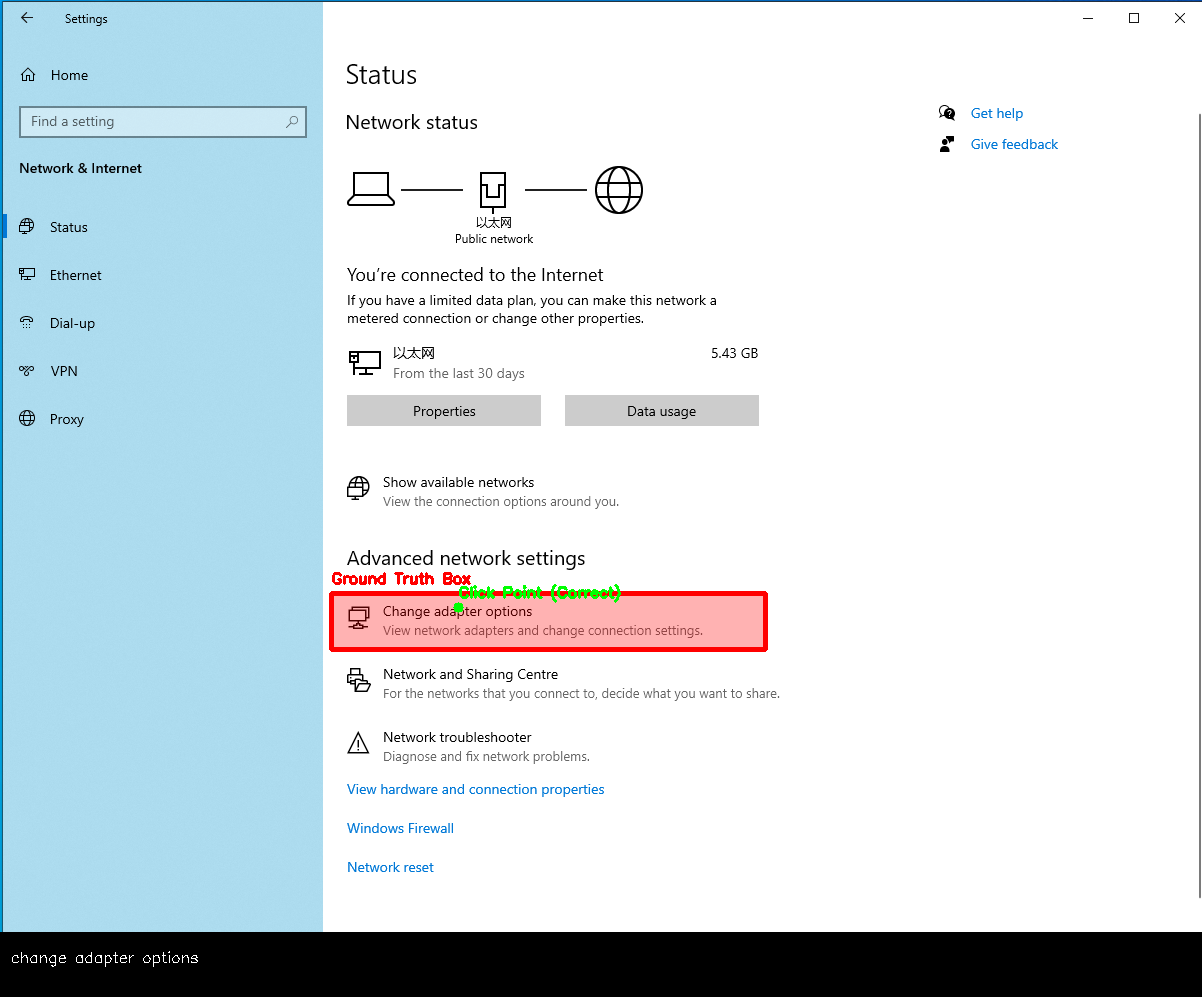 Settings
Home
Find a setting
Network & Internet
Status
Ethernet
Dial-up
VPN
Proxy
Status
Network status
以太网
Public network
You're connected to the Internet
If you have a limited data plan, you can make this network a
metered connection or change other properties.
以太网
5.43 GB
From the last 30 days
Properties
Data usage
Show available networks
View the connection options around you.
Advanced network settings
Ground Truth Box
Click Point (Correct)
Change adapter options
View network adapters and change connection settings.
Network and Sharing Centre
For the networks that you connect to, decide what you want to share.
Network troubleshooter
Diagnose and fix network problems.
View hardware and connection properties
Windows Firewall
Network reset
Get help
Give feedback
change adapter options